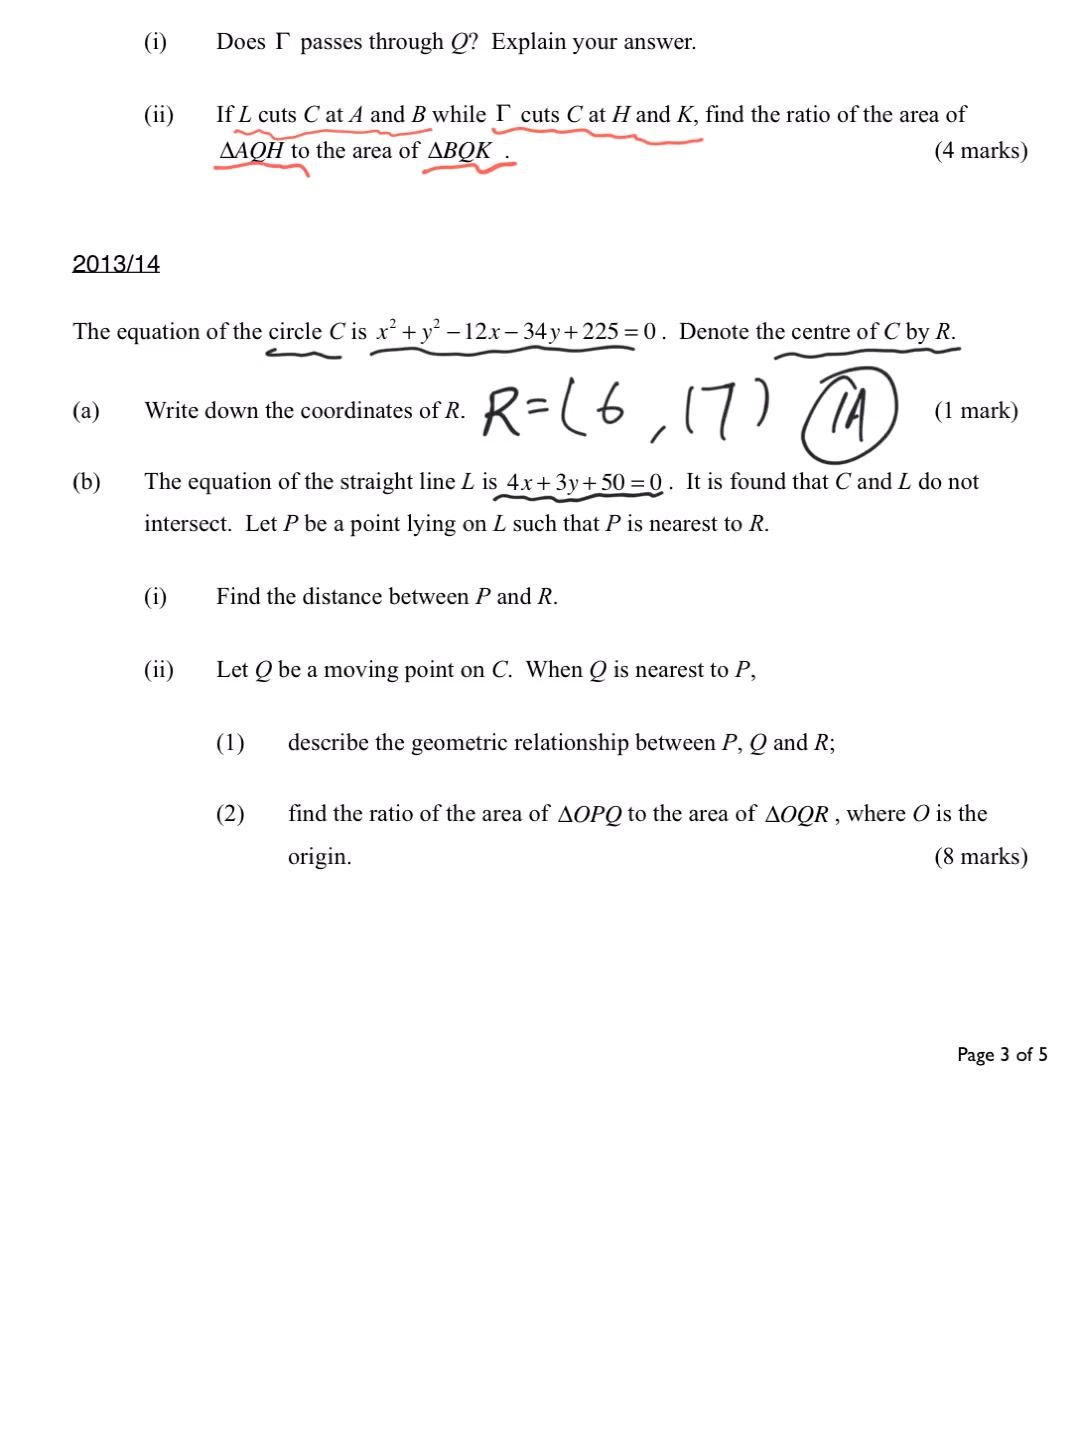 (i) Does Γ passes through Q? Explain your answer.
(ii) If L cuts C at A and B while Γ cuts C at H and K, find the ratio of the area of
ΔAQH to the area of ΔBQK . (4 marks)
2013/14
The equation of the circle C is x² + y² − 12x − 34y + 225 = 0 . Denote the centre of C by R.
(a) Write down the coordinates of R. R=(6,17) 1A (1 mark)
(b) The equation of the straight line L is 4x + 3y + 50 = 0 . It is found that C and L do not
intersect. Let P be a point lying on L such that P is nearest to R.
(i) Find the distance between P and R.
(ii) Let Q be a moving point on C. When Q is nearest to P,
(1) describe the geometric relationship between P, Q and R;
(2) find the ratio of the area of ΔOPQ to the area of ΔOQR , where O is the
origin. (8 marks)
Page 3 of 5